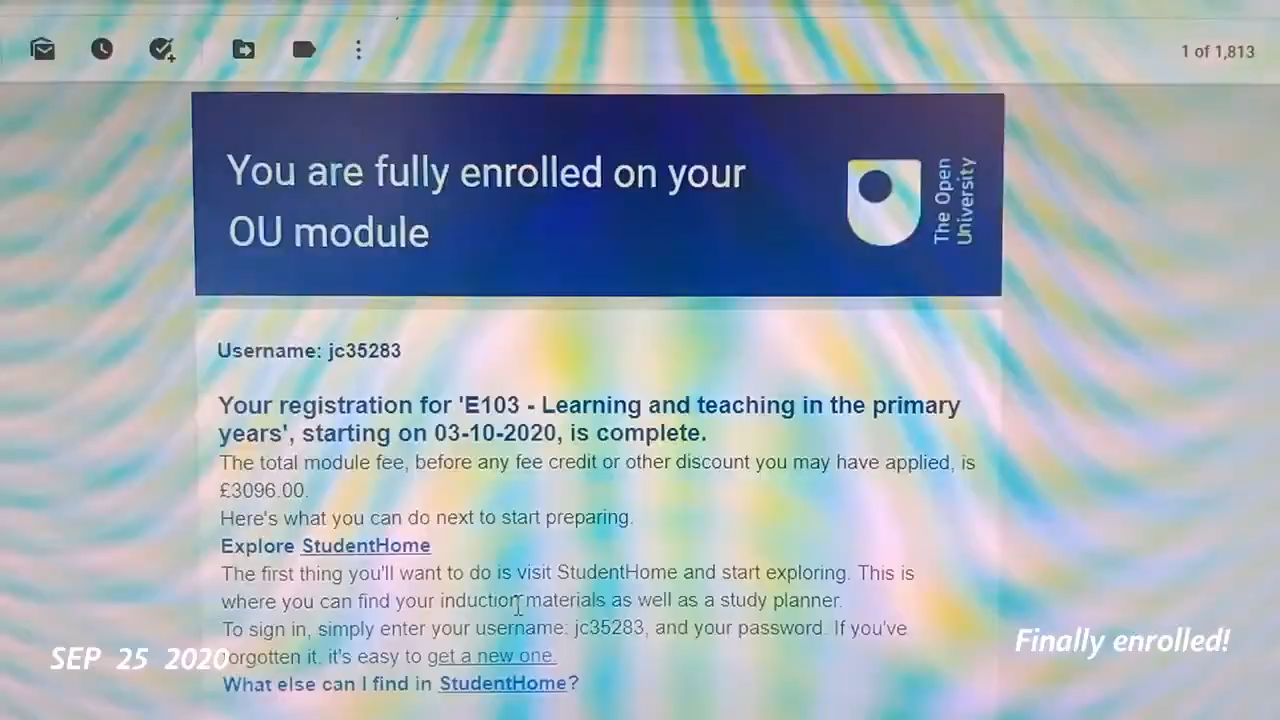 1 of 1,813
You are fully enrolled on your
OU module
The Open
University
Username: jc35283
Your registration for 'E103 - Learning and teaching in the primary
years', starting on 03-10-2020, is complete.
The total module fee, before any fee credit or other discount you may have applied, is
£3096.00.
Here's what you can do next to start preparing.
Explore StudentHome
The first thing you'll want to do is visit StudentHome and start exploring. This is
where you can find your induction materials as well as a study planner.
To sign in, simply enter your username: jc35283, and your password. If you've
orgotten it, it's easy to get a new one.
What else can I find in StudentHome?
SEP 25 2020
Finally enrolled!